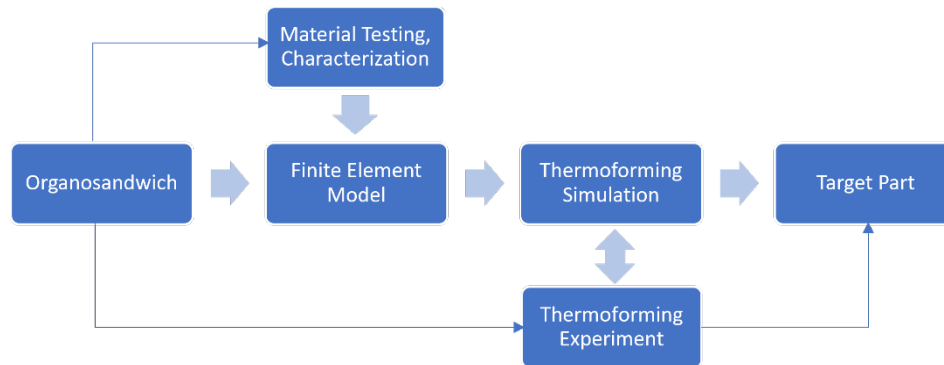 Material Testing,
Characterization
Organosandwich
Finite Element
Model
Thermoforming
Simulation
Target Part
Thermoforming
Experiment